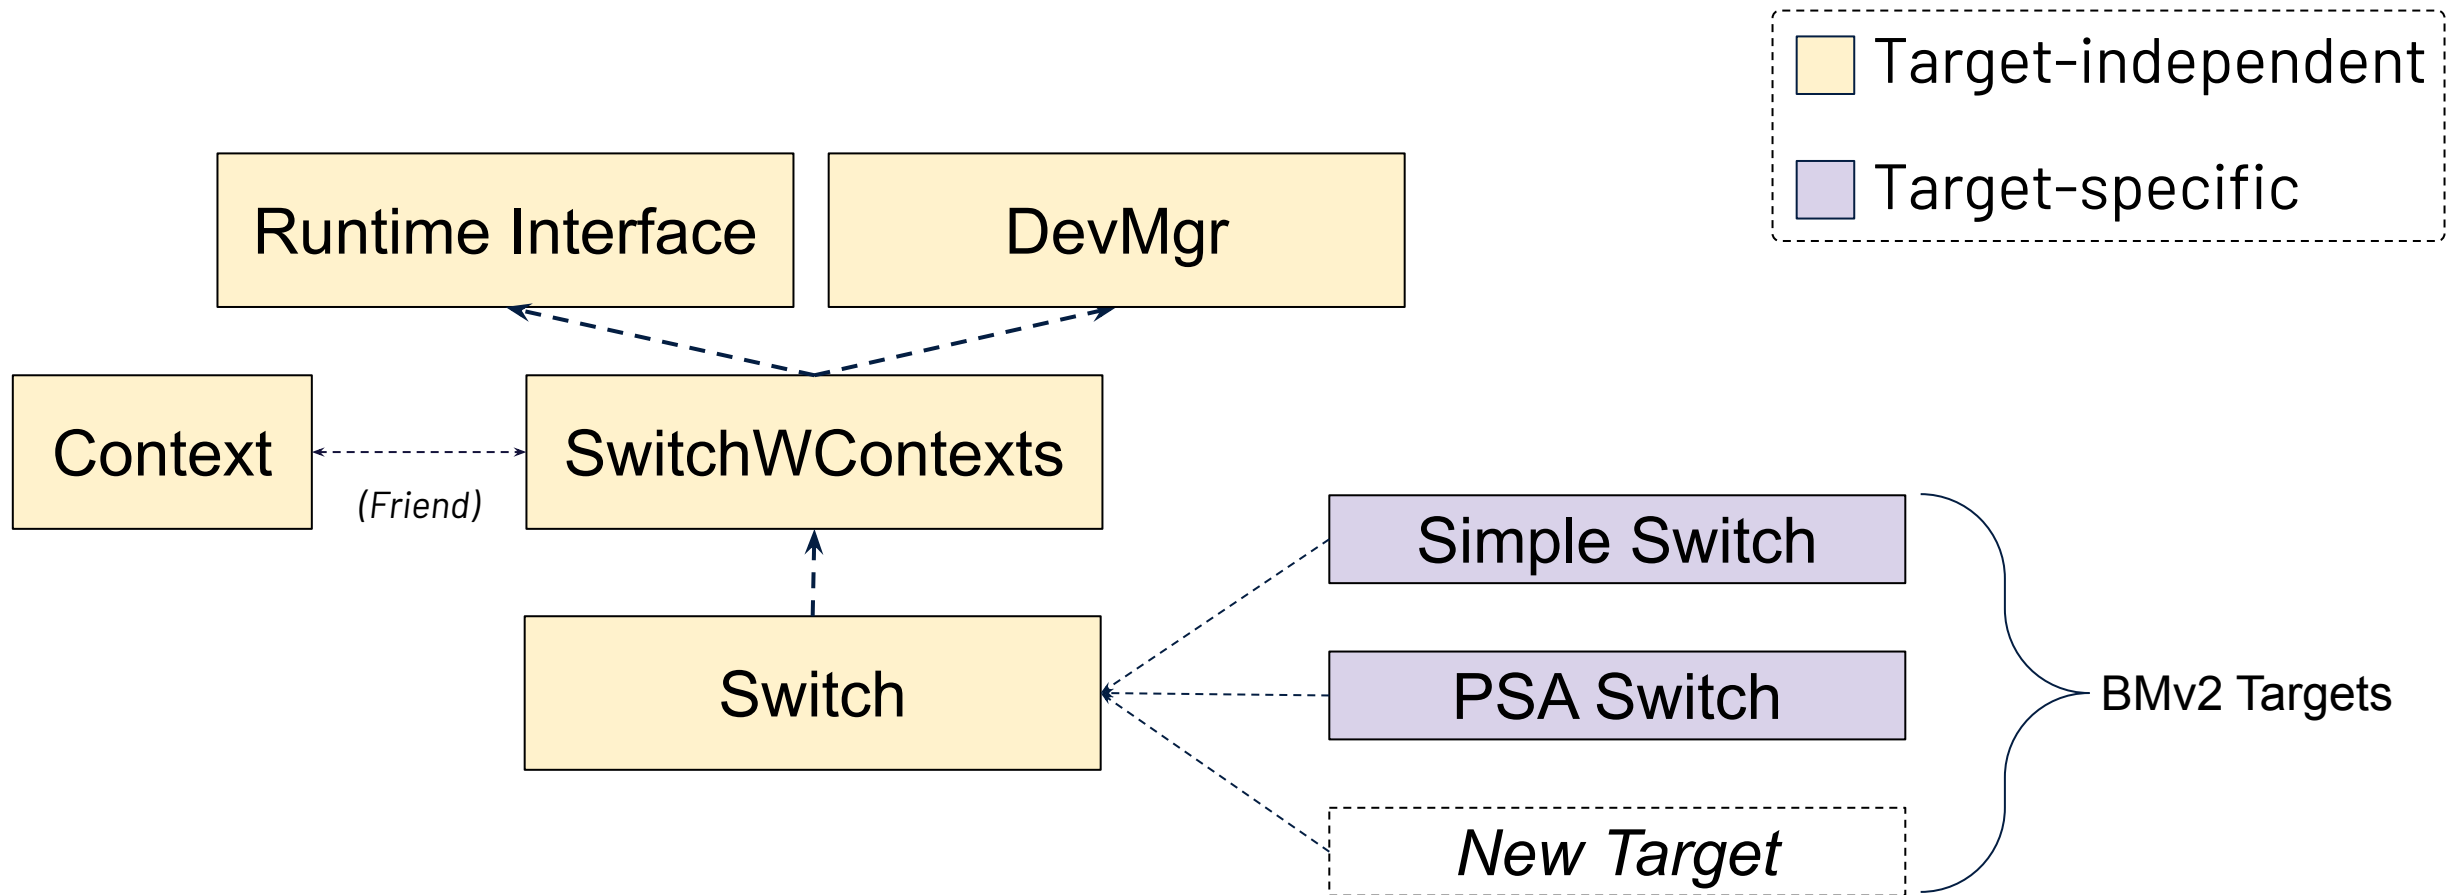 Target-independent
Target-specific
Runtime Interface
DevMgr
Context
(Friend)
SwitchWContexts
Switch
Simple Switch
PSA Switch
New Target
BMv2 Targets